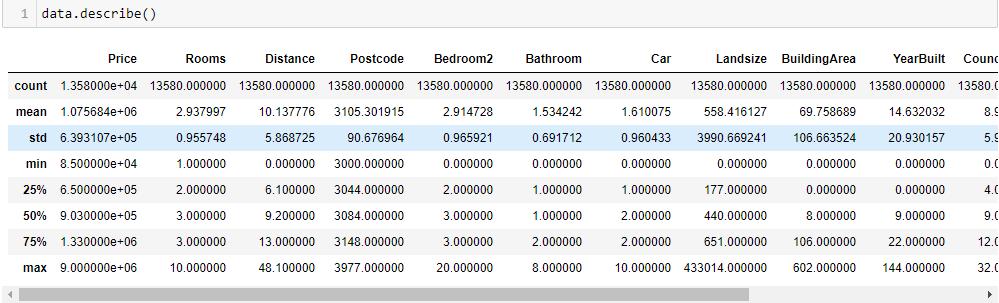 1 data.describe()
Price Rooms Distance Postcode Bedroom2 Bathroom Car Landsize BuildingArea YearBuilt Counc
count 1.358000e+04 13580.000000 13580.000000 13580.000000 13580.000000 13580.000000 13580.000000 13580.000000 13580.000000 13580.000000 13580.0
mean 1.075684e+06 2.937997 10.137776 3105.301915 2.914728 1.534242 1.610075 558.416127 69.758689 14.632032 8.9
std 6.393107e+05 0.955748 5.868725 90.676964 0.965921 0.691712 0.960433 3990.669241 106.663524 20.930157 5.5
min 8.500000e+04 1.000000 0.000000 3000.000000 0.000000 0.000000 0.000000 0.000000 0.000000 0.000000 0.0
25% 6.500000e+05 2.000000 6.100000 3044.000000 2.000000 1.000000 1.000000 177.000000 0.000000 0.000000 4.0
50% 9.030000e+05 3.000000 9.200000 3084.000000 3.000000 1.000000 2.000000 440.000000 8.000000 9.000000 9.0
75% 1.330000e+06 3.000000 13.000000 3148.000000 3.000000 2.000000 2.000000 651.000000 106.000000 22.000000 12.0
max 9.000000e+06 10.000000 48.100000 3977.000000 20.000000 8.000000 10.000000 433014.000000 602.000000 144.000000 32.0